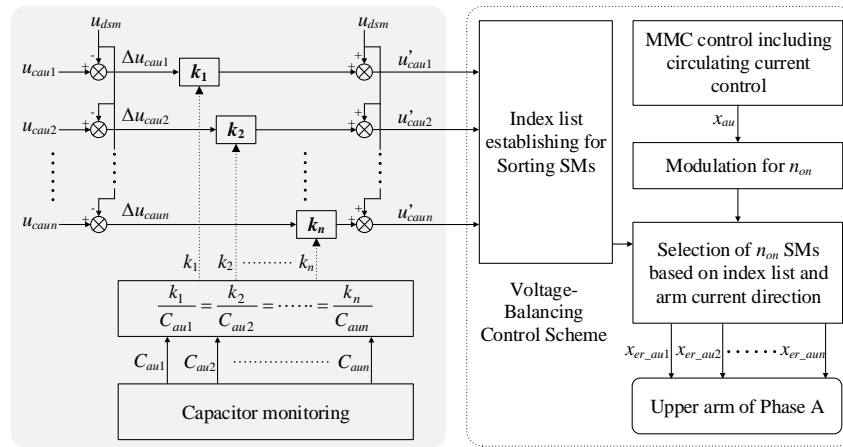 u_dsm
u_dsm
u_cau1
-
+
Δu_cau1
k_1
+
+
u'_cau1
u_cau2
-
+
Δu_cau2
k_2
+
+
u'_cau2
u_caun
-
+
Δu_caun
k_n
+
+
u'_caun
k_1 k_2 ········· k_n
k_1/C_au1 = k_2/C_au2 = ······ = k_n/C_aun
C_au1 C_au2 ········· C_aun
Capacitor monitoring
Index list
establishing for
Sorting SMs
Voltage-
Balancing
Control Scheme
MMC control including
circulating current
control
x_au
Modulation for n_on
Selection of n_on SMs
based on index list and
arm current direction
x_er_au1 x_er_au2 ······ x_er_aun
Upper arm of Phase A